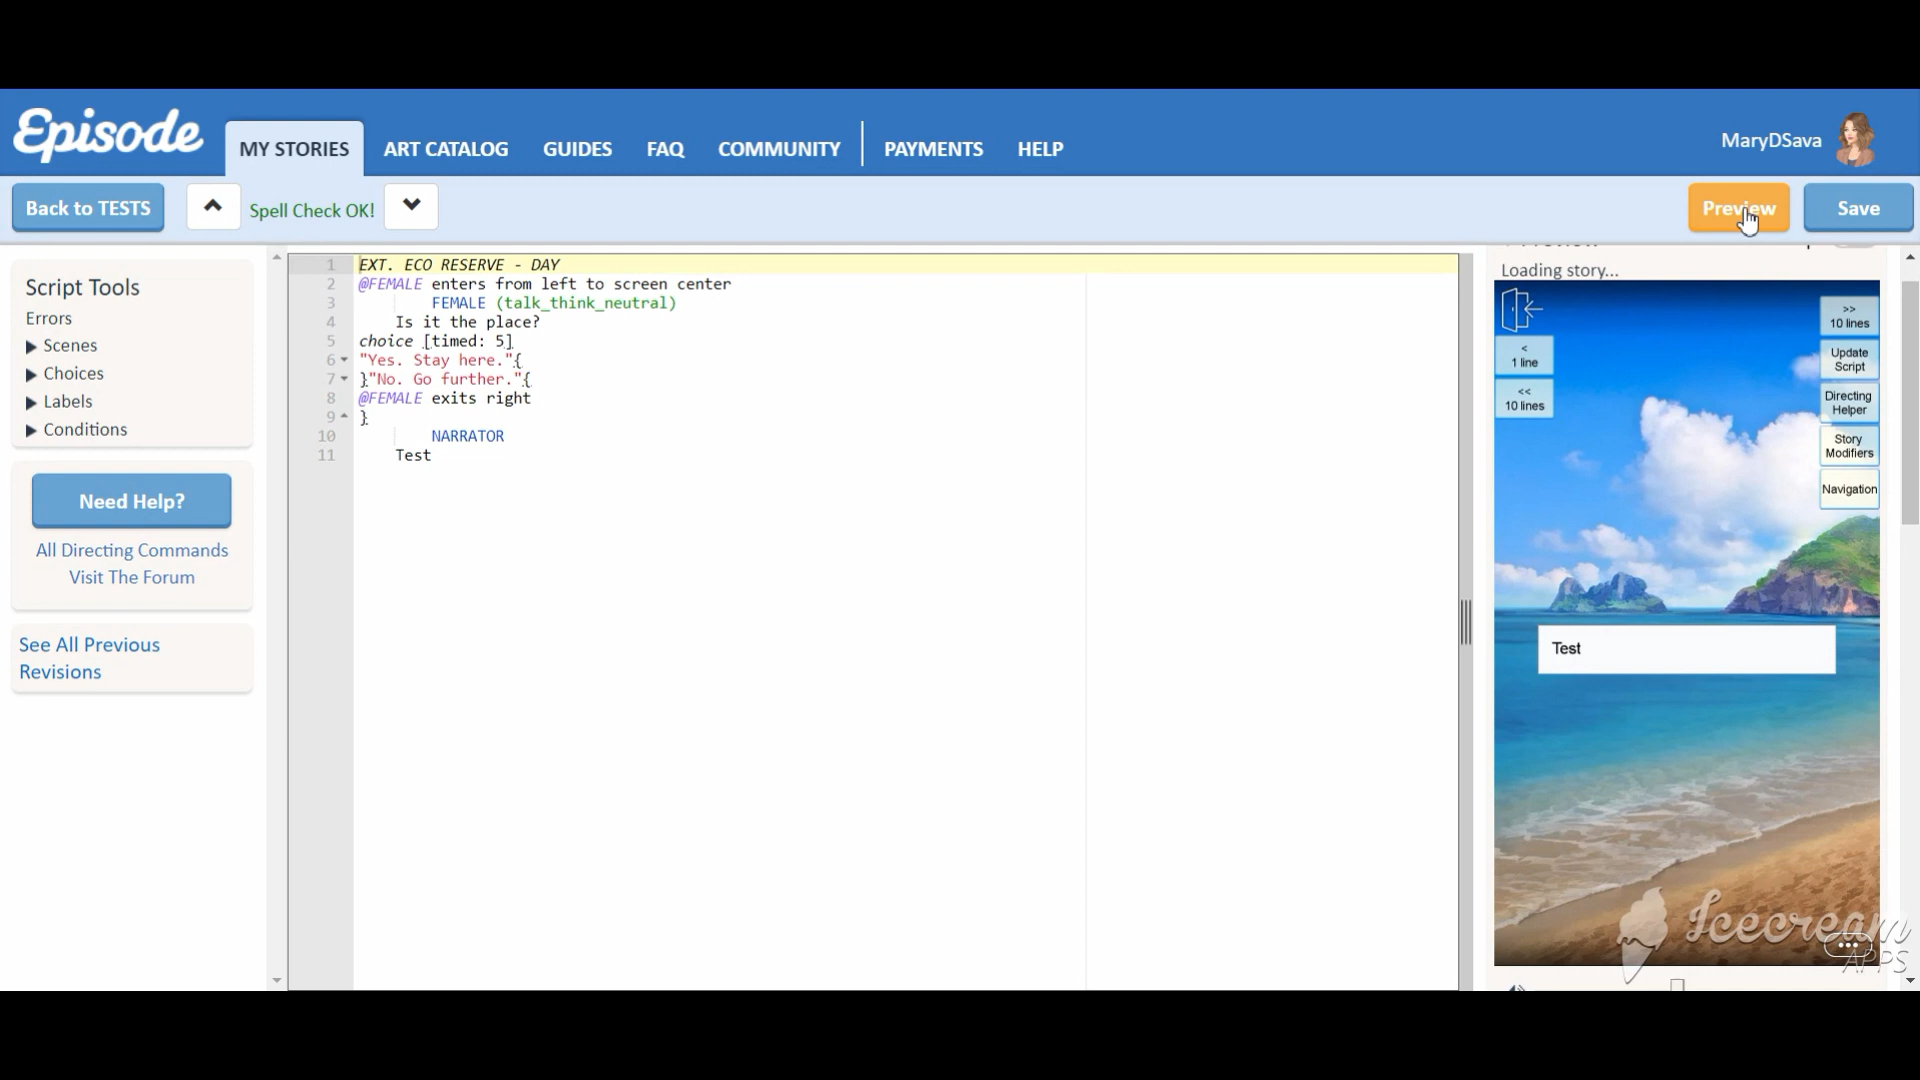 Episode
MY STORIES ART CATALOG GUIDES FAQ COMMUNITY PAYMENTS HELP
MaryDSava
Back to TESTS Spell Check OK! Preview Save
Script Tools
Errors
Scenes
Choices
Labels
Conditions
Need Help?
All Directing Commands
Visit The Forum
See All Previous
Revisions
1 EXT. ECO RESERVE - DAY
2 @FEMALE enters from left to screen center
3 FEMALE (talk_think_neutral)
4 Is it the place?
5 choice [timed: 5]
6 "Yes. Stay here."{
7 }"No. Go further."{
8 @FEMALE exits right
9 }
10 NARRATOR
11 Test
Loading story...
>>
10 lines
<
1 line
<<
10 lines
Update
Script
Directing
Helper
Story
Modifiers
Navigation
Test
Icecream
APPS